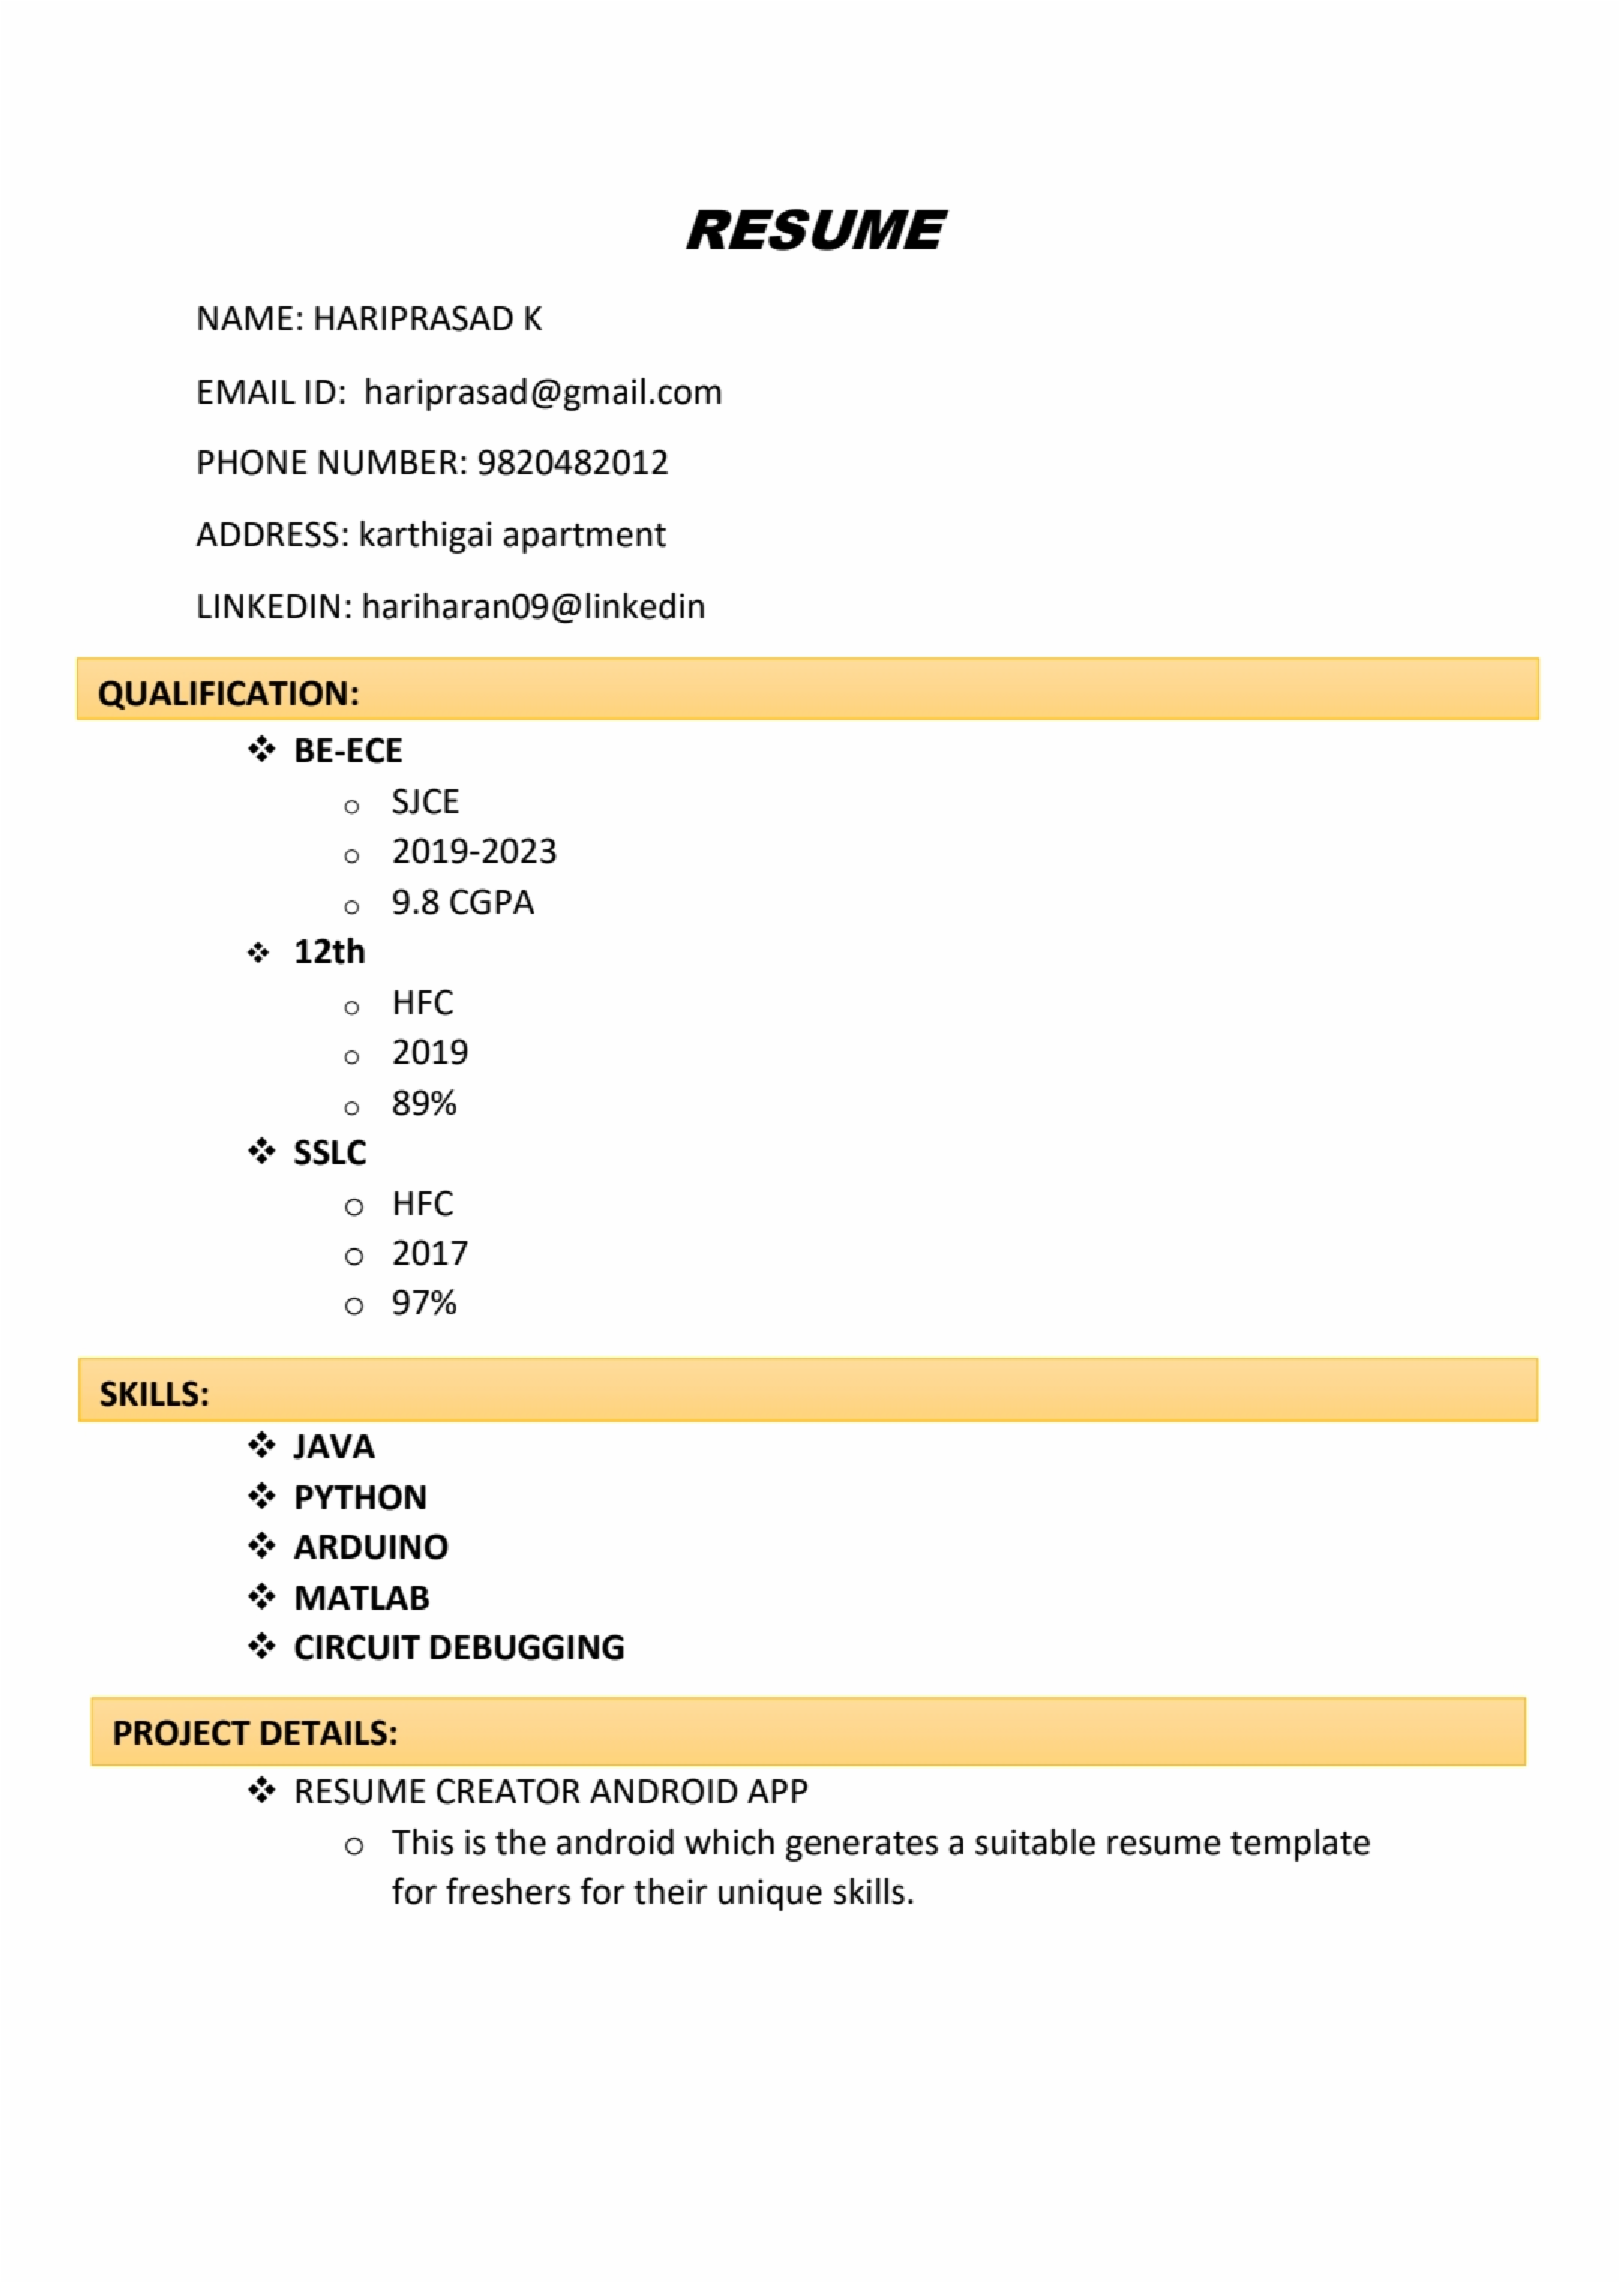 RESUME
NAME: HARIPRASAD K
EMAIL ID:  hariprasad@gmail.com
PHONE NUMBER: 9820482012
ADDRESS: karthigai apartment
LINKEDIN: hariharan09@linkedin
QUALIFICATION:
❖ BE-ECE
o SJCE
o 2019-2023
o 9.8 CGPA
❖ 12th
o HFC
o 2019
o 89%
❖ SSLC
o HFC
o 2017
o 97%
SKILLS:
❖ JAVA
❖ PYTHON
❖ ARDUINO
❖ MATLAB
❖ CIRCUIT DEBUGGING
PROJECT DETAILS:
❖ RESUME CREATOR ANDROID APP
o This is the android which generates a suitable resume template
for freshers for their unique skills.